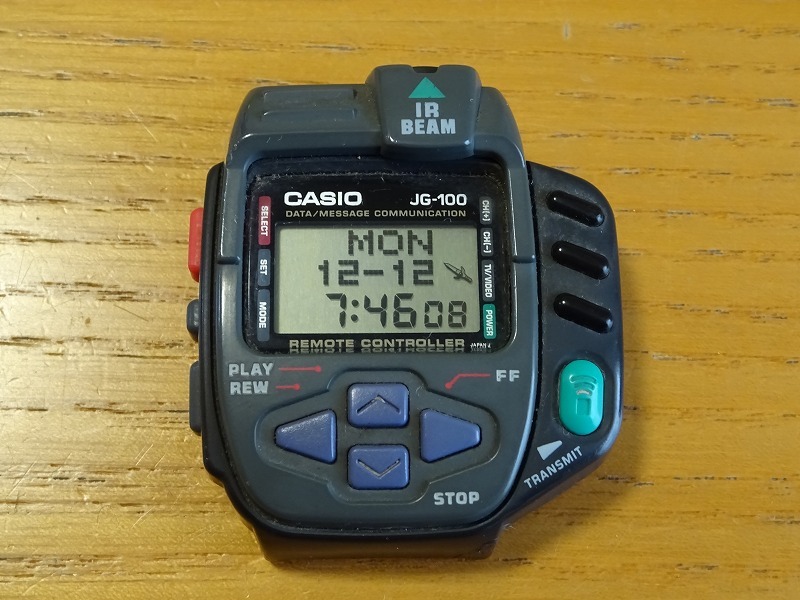 IR
BEAM
CASIO JG-100
DATA/MESSAGE COMMUNICATION
SELECT
SET
MODE
MON
12-12
7:46 08
CH(+)
CH(-)
TV/VIDEO
POWER
REMOTE CONTROLLER
JAPAN
PLAY
REW
FF
STOP
TRANSMIT